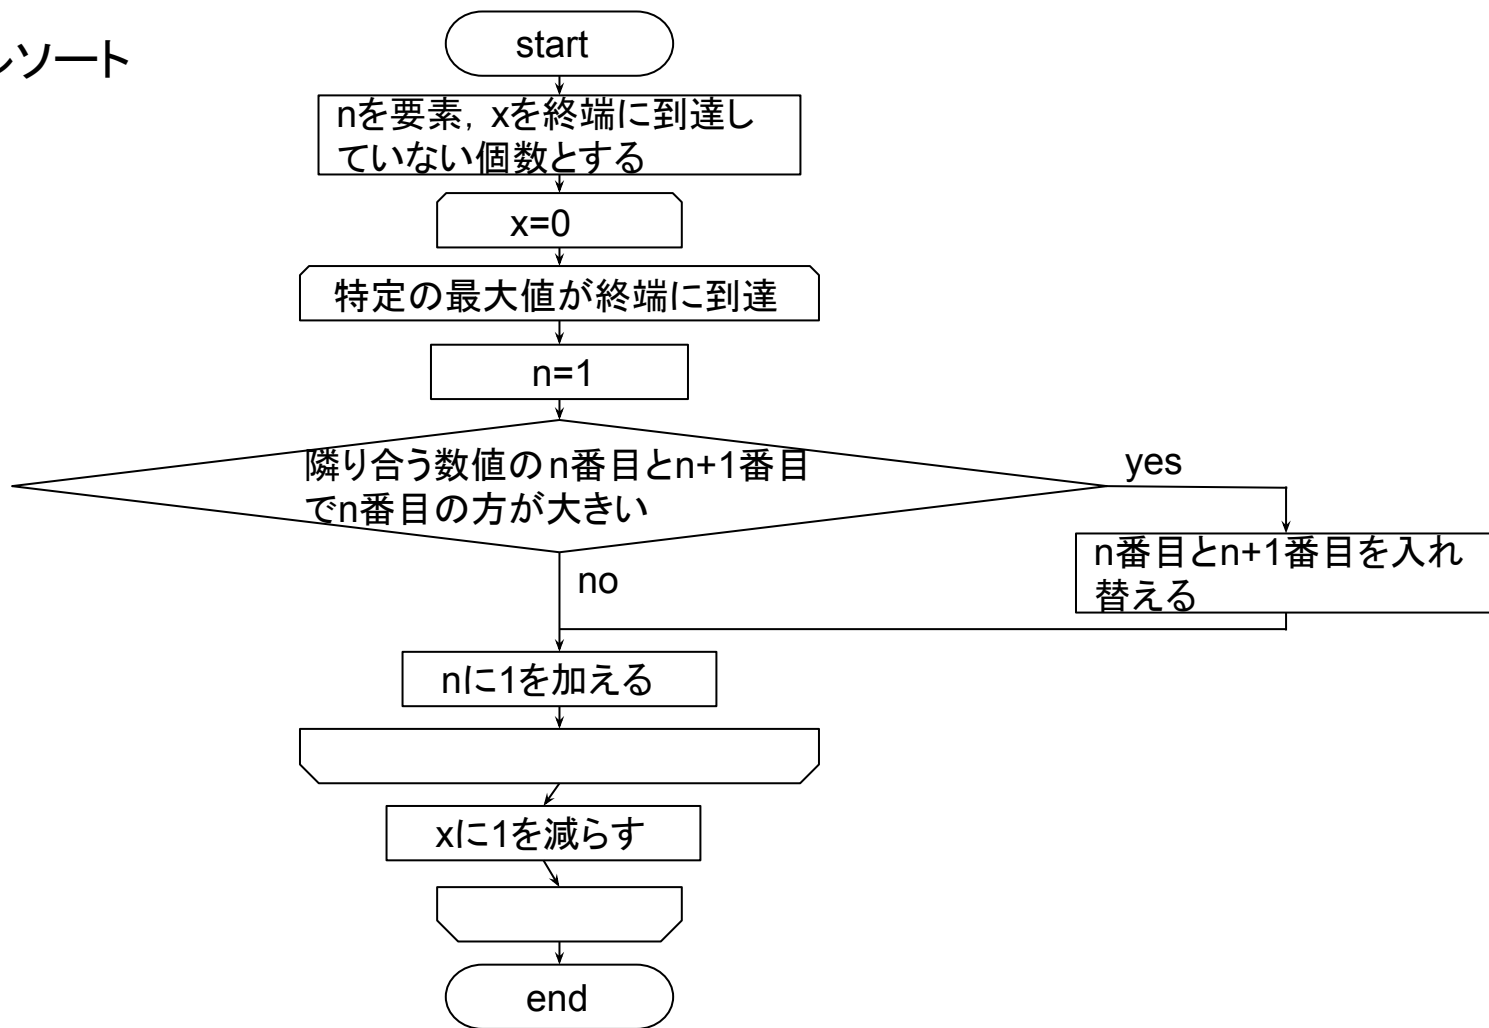 ソート
start
nを要素，xを終端に到達し
ていない個数とする
x=0
特定の最大値が終端に到達
n=1
隣り合う数値のn番目とn+1番目
でn番目の方が大きい
yes
n番目とn+1番目を入れ
替える
no
nに1を加える
xに1を減らす
end